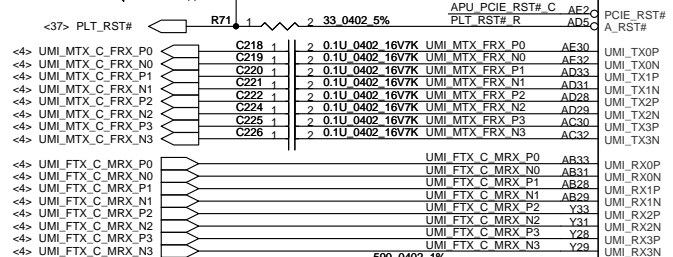 APU_PCIE_RST#_C AE2 PCIE_RST#
<37> PLT_RST# R71 1 2 33_0402_5% PLT_RST#_R AD5 A_RST#
<4> UMI_MTX_C_FRX_P0 C218 1 2 0.1U_0402_16V7K UMI_MTX_FRX_P0 AE30 UMI_TX0P
<4> UMI_MTX_C_FRX_N0 C219 1 2 0.1U_0402_16V7K UMI_MTX_FRX_N0 AE32 UMI_TX0N
<4> UMI_MTX_C_FRX_P1 C220 1 2 0.1U_0402_16V7K UMI_MTX_FRX_P1 AD33 UMI_TX1P
<4> UMI_MTX_C_FRX_N1 C221 1 2 0.1U_0402_16V7K UMI_MTX_FRX_N1 AD31 UMI_TX1N
<4> UMI_MTX_C_FRX_P2 C222 1 2 0.1U_0402_16V7K UMI_MTX_FRX_P2 AD28 UMI_TX2P
<4> UMI_MTX_C_FRX_N2 C224 1 2 0.1U_0402_16V7K UMI_MTX_FRX_N2 AD29 UMI_TX2N
<4> UMI_MTX_C_FRX_P3 C225 1 2 0.1U_0402_16V7K UMI_MTX_FRX_P3 AC30 UMI_TX3P
<4> UMI_MTX_C_FRX_N3 C226 1 2 0.1U_0402_16V7K UMI_MTX_FRX_N3 AC32 UMI_TX3N
<4> UMI_FTX_C_MRX_P0 UMI_FTX_C_MRX_P0 AB33 UMI_RX0P
<4> UMI_FTX_C_MRX_N0 UMI_FTX_C_MRX_N0 AB31 UMI_RX0N
<4> UMI_FTX_C_MRX_P1 UMI_FTX_C_MRX_P1 AB28 UMI_RX1P
<4> UMI_FTX_C_MRX_N1 UMI_FTX_C_MRX_N1 AB29 UMI_RX1N
<4> UMI_FTX_C_MRX_P2 UMI_FTX_C_MRX_P2 Y33 UMI_RX2P
<4> UMI_FTX_C_MRX_N2 UMI_FTX_C_MRX_N2 Y31 UMI_RX2N
<4> UMI_FTX_C_MRX_P3 UMI_FTX_C_MRX_P3 Y28 UMI_RX3P
<4> UMI_FTX_C_MRX_N3 UMI_FTX_C_MRX_N3 Y29 UMI_RX3N